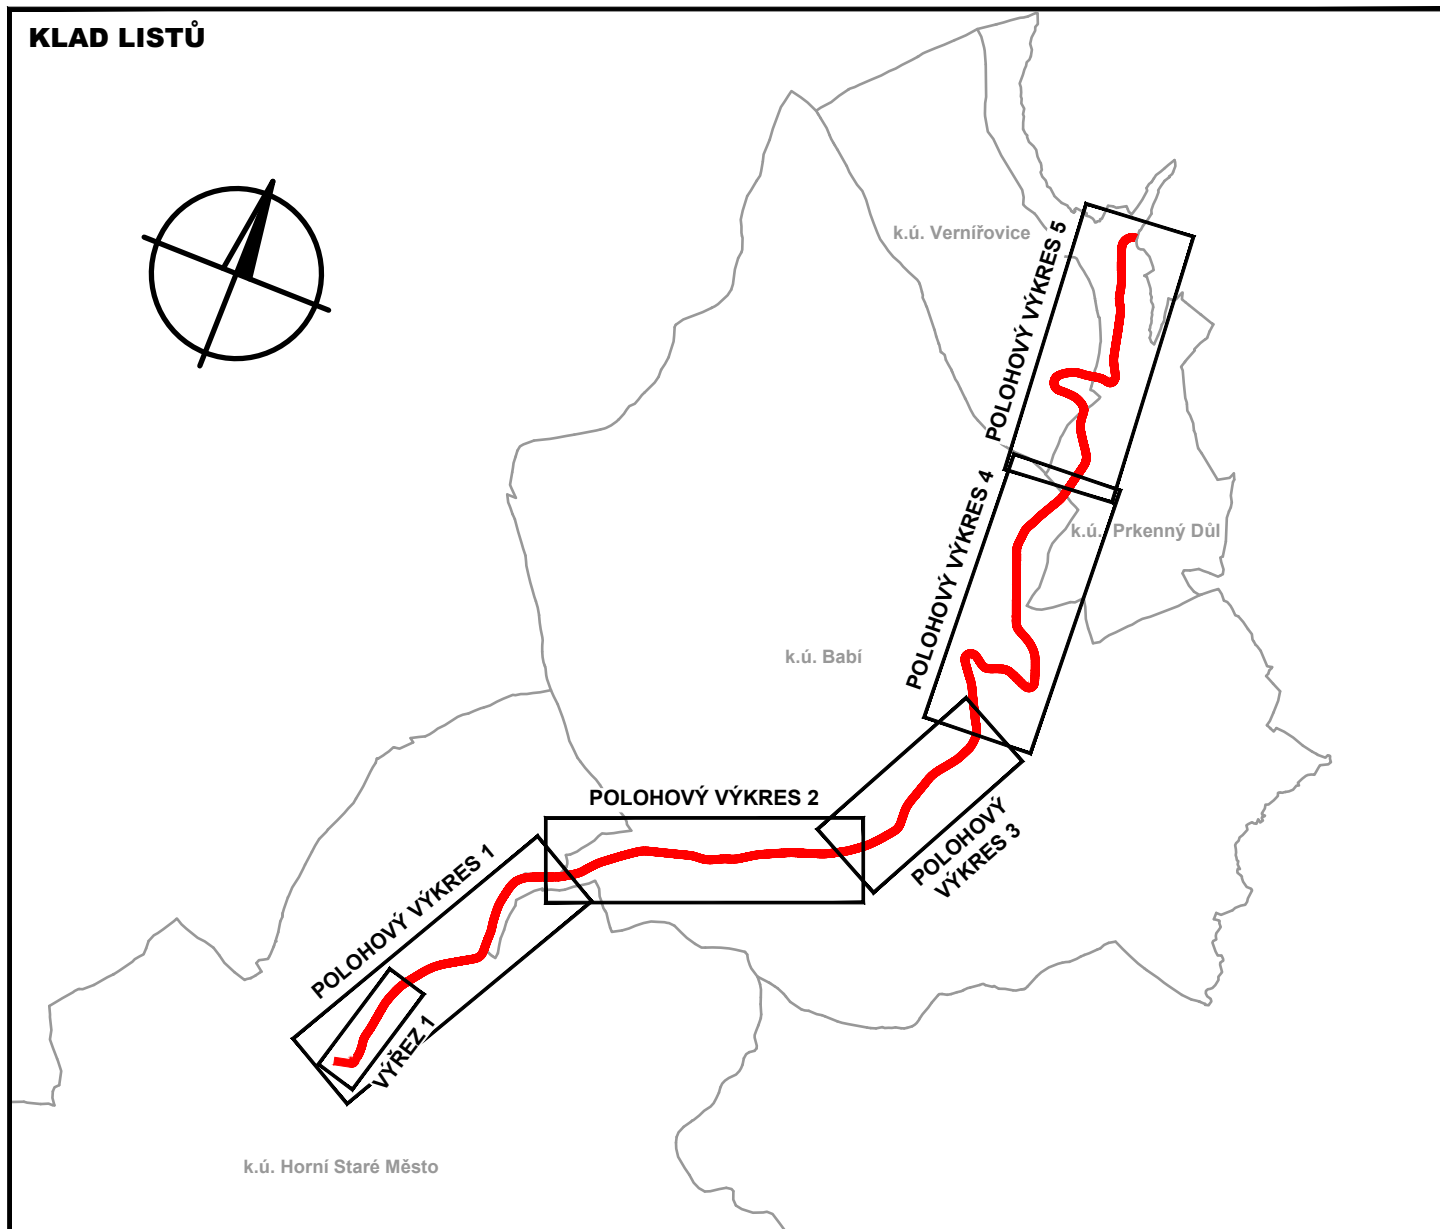 KLAD LISTŮ
k.ú. Vernířovice
POLOHOVÝ VÝKRES 5
POLOHOVÝ VÝKRES 4
k.ú. Prkenný Důl
k.ú. Babí
POLOHOVÝ VÝKRES 2
POLOHOVÝ
VÝKRES 3
POLOHOVÝ VÝKRES 1
VÝŘEZ 1
k.ú. Horní Staré Město